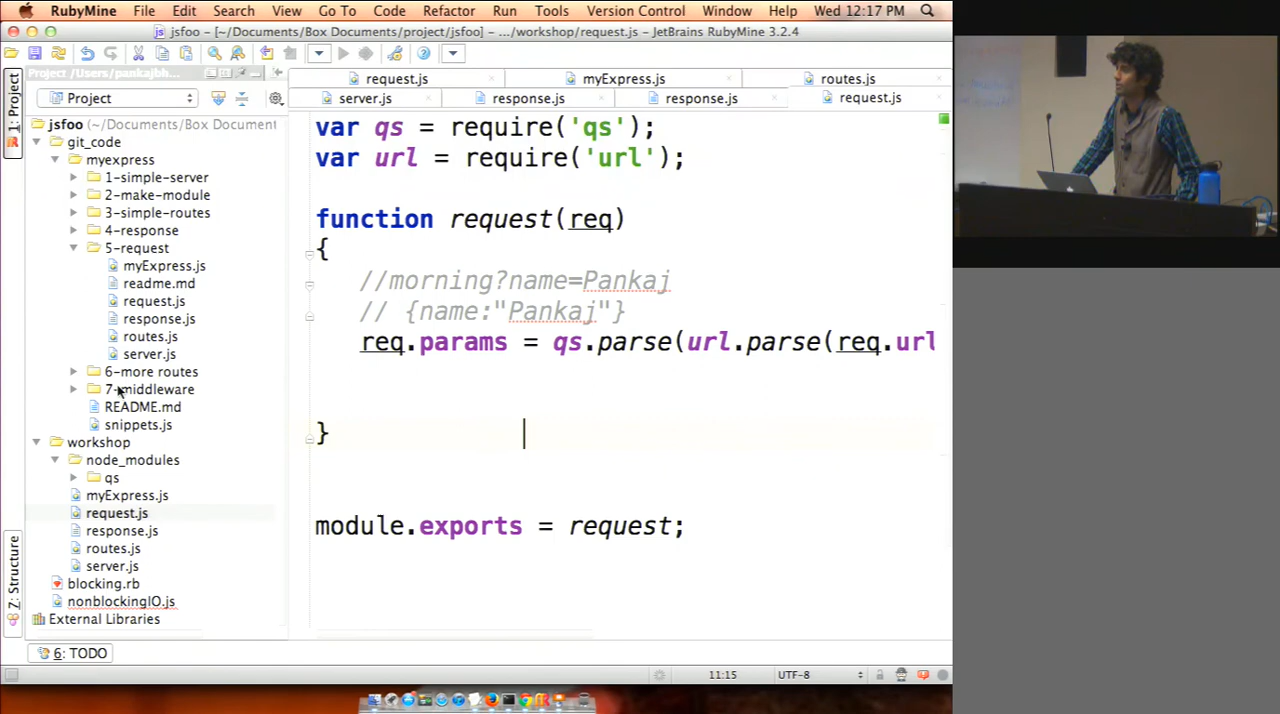 RubyMine File Edit Search View Go To Code Refactor Run Tools Version Control Window Help Wed 12:17 PM
jsfoo - [~/Documents/Box Documents/project/jsfoo] - .../workshop/request.js - JetBrains RubyMine 3.2.4
Project /Users/pankajbh...
request.js myExpress.js routes.js
1: Project
Project
server.js response.js response.js request.js
jsfoo (~/Documents/Box Document
git_code
myexpress
1-simple-server
2-make-module
3-simple-routes
4-response
5-request
myExpress.js
readme.md
request.js
response.js
routes.js
server.js
6-more routes
7-middleware
README.md
snippets.js
workshop
node_modules
qs
myExpress.js
request.js
response.js
routes.js
server.js
blocking.rb
nonblockingIO.js
External Libraries
7: Structure
var qs = require('qs');
var url = require('url');
function request(req)
{
//morning?name=Pankaj
// {name:"Pankaj"}
req.params = qs.parse(url.parse(req.url
}
module.exports = request;
6: TODO
11:15 UTF-8